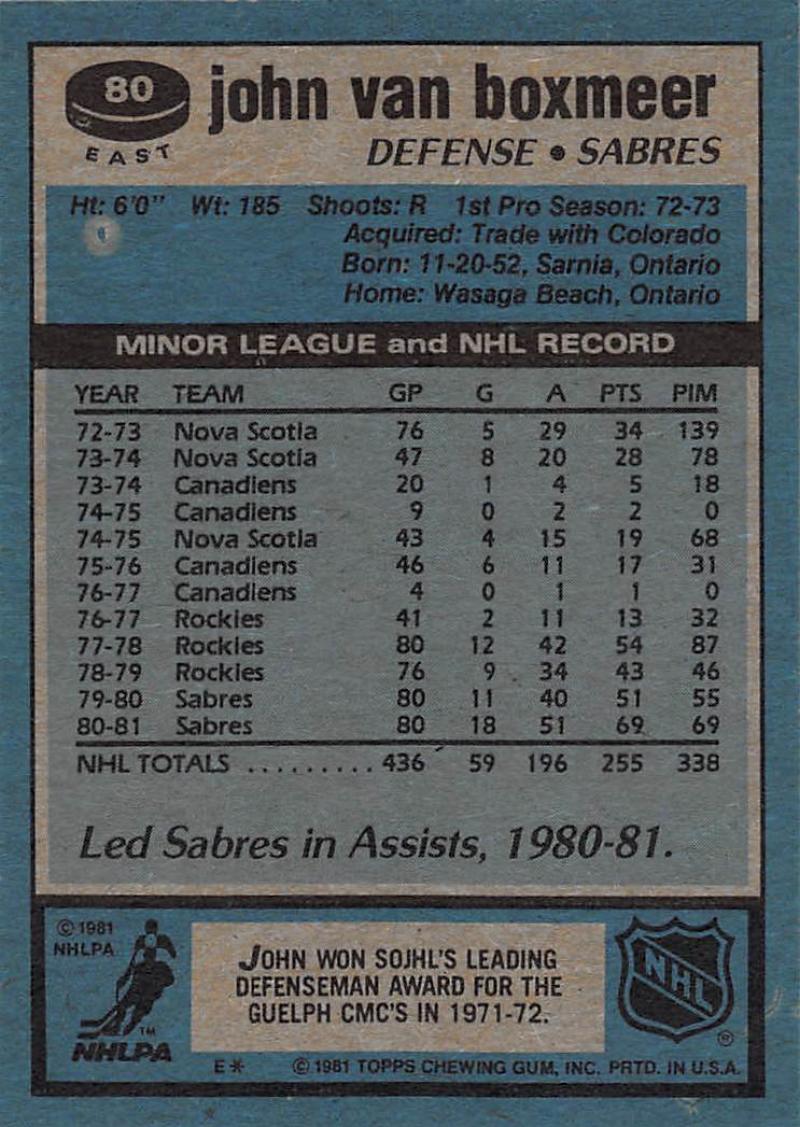 80
EAST
john van boxmeer
DEFENSE • SABRES
Ht: 6'0" Wt: 185 Shoots: R 1st Pro Season: 72-73
Acquired: Trade with Colorado
Born: 11-20-52, Sarnia, Ontario
Home: Wasaga Beach, Ontario
MINOR LEAGUE and NHL RECORD
YEAR TEAM GP G A PTS PIM
72-73 Nova Scotia 76 5 29 34 139
73-74 Nova Scotia 47 8 20 28 78
73-74 Canadiens 20 1 4 5 18
74-75 Canadiens 9 0 2 2 0
74-75 Nova Scotia 43 4 15 19 68
75-76 Canadiens 46 6 11 17 31
76-77 Canadiens 4 0 1 1 0
76-77 Rockies 41 2 11 13 32
77-78 Rockies 80 12 42 54 87
78-79 Rockies 76 9 34 43 46
79-80 Sabres 80 11 40 51 55
80-81 Sabres 80 18 51 69 69
NHL TOTALS ......... 436 59 196 255 338
Led Sabres in Assists, 1980-81.
© 1981
NHLPA
TM
NHLPA
JOHN WON SOJHL'S LEADING
DEFENSEMAN AWARD FOR THE
GUELPH CMC'S IN 1971-72.
NHL
®
E* © 1981 TOPPS CHEWING GUM, INC. PRTD. IN U.S.A.